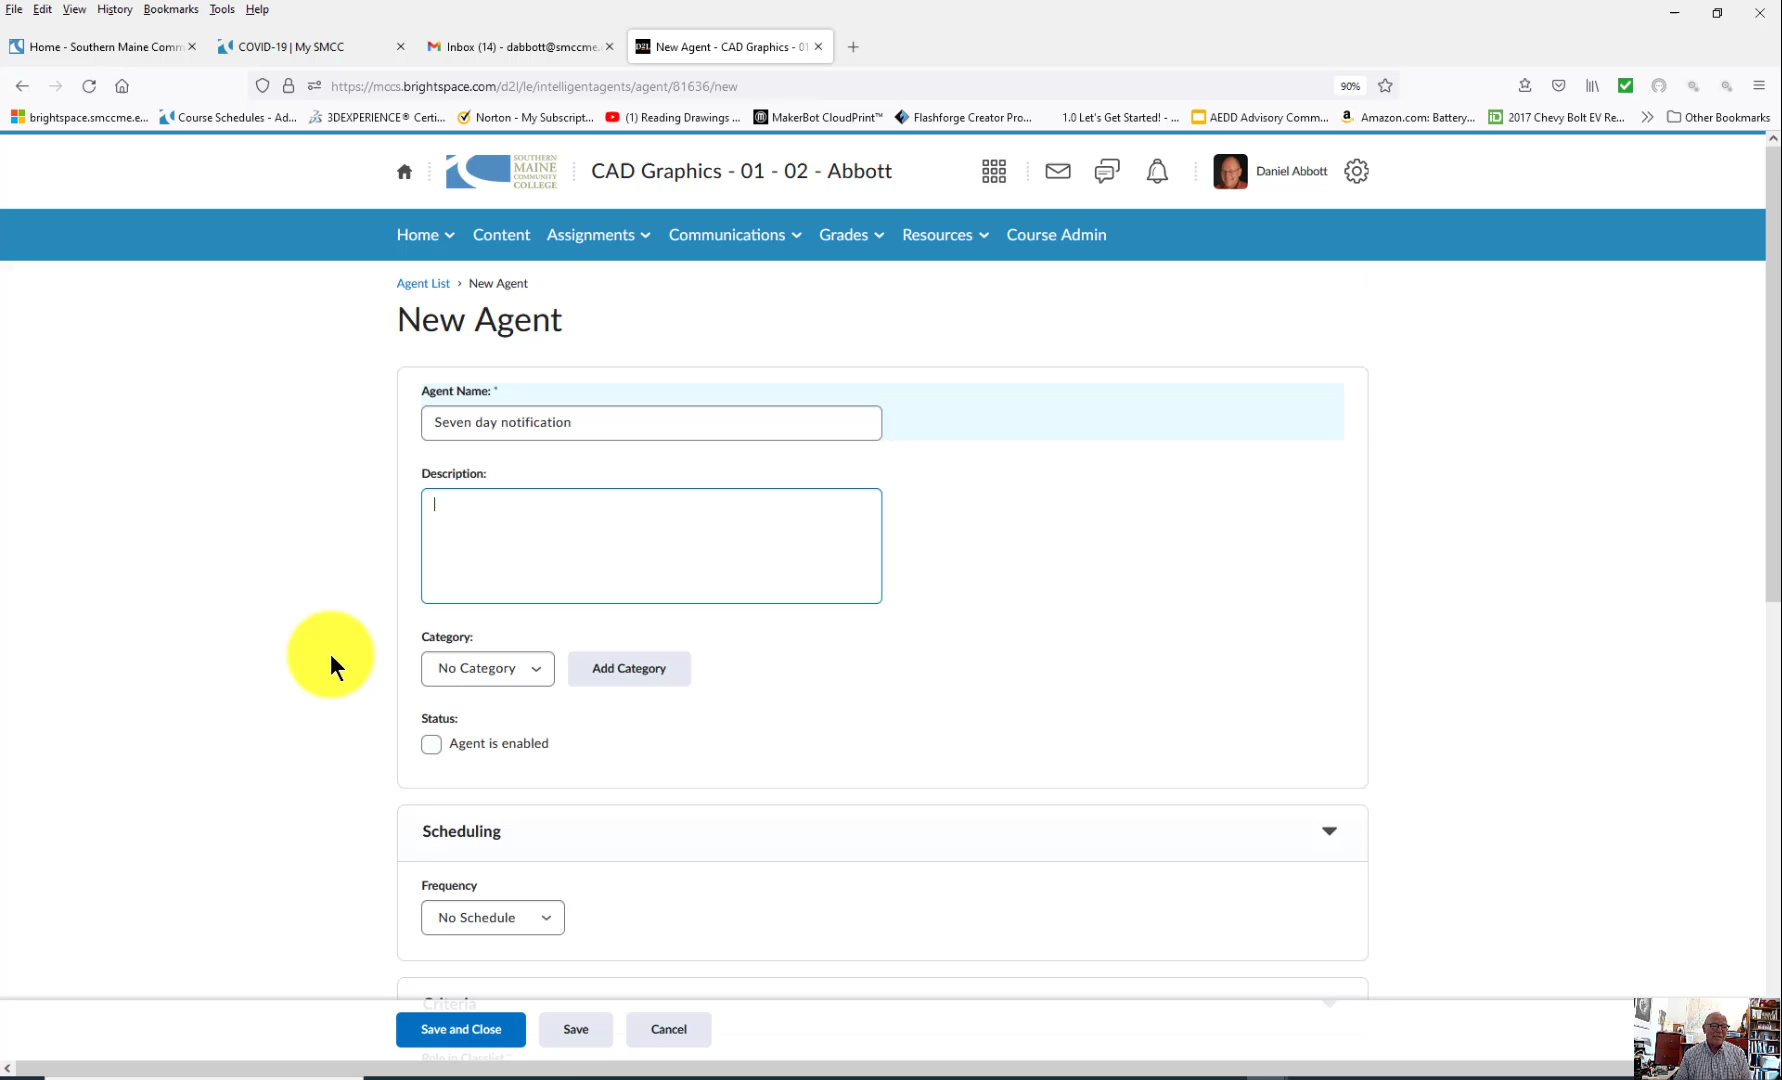 File Edit View History Bookmarks Tools Help
Home - Southern Maine Comm
COVID-19 | My SMCC
Inbox (14) - dabbott@smccme.
D2L New Agent - CAD Graphics - 01
https://mccs.brightspace.com/d2l/le/intelligentagents/agent/81636/new
90%
brightspace.smccme.e...
Course Schedules - Ad...
3DEXPERIENCE® Certi...
Norton - My Subscript...
(1) Reading Drawings ...
MakerBot CloudPrint™
Flashforge Creator Pro...
1.0 Let's Get Started! - ...
AEDD Advisory Comm...
Amazon.com: Battery...
2017 Chevy Bolt EV Re...
Other Bookmarks
SOUTHERN
MAINE
COMMUNITY
COLLEGE
CAD Graphics - 01 - 02 - Abbott
Daniel Abbott
Home Content Assignments Communications Grades Resources Course Admin
Agent List › New Agent
New Agent
Agent Name: *
Seven day notification
Description:
Category:
No Category
Add Category
Status:
Agent is enabled
Scheduling
Frequency
No Schedule
Criteria
Save and Close
Save
Cancel
Role in Classlist